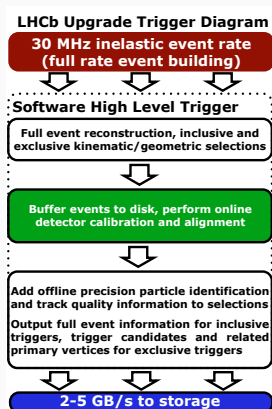 LHCb Upgrade Trigger Diagram
30 MHz inelastic event rate
(full rate event building)
Software High Level Trigger
Full event reconstruction, inclusive and
exclusive kinematic/geometric selections
Buffer events to disk, perform online
detector calibration and alignment
Add offline precision particle identification
and track quality information to selections
Output full event information for inclusive
triggers, trigger candidates and related
primary vertices for exclusive triggers
2-5 GB/s to storage